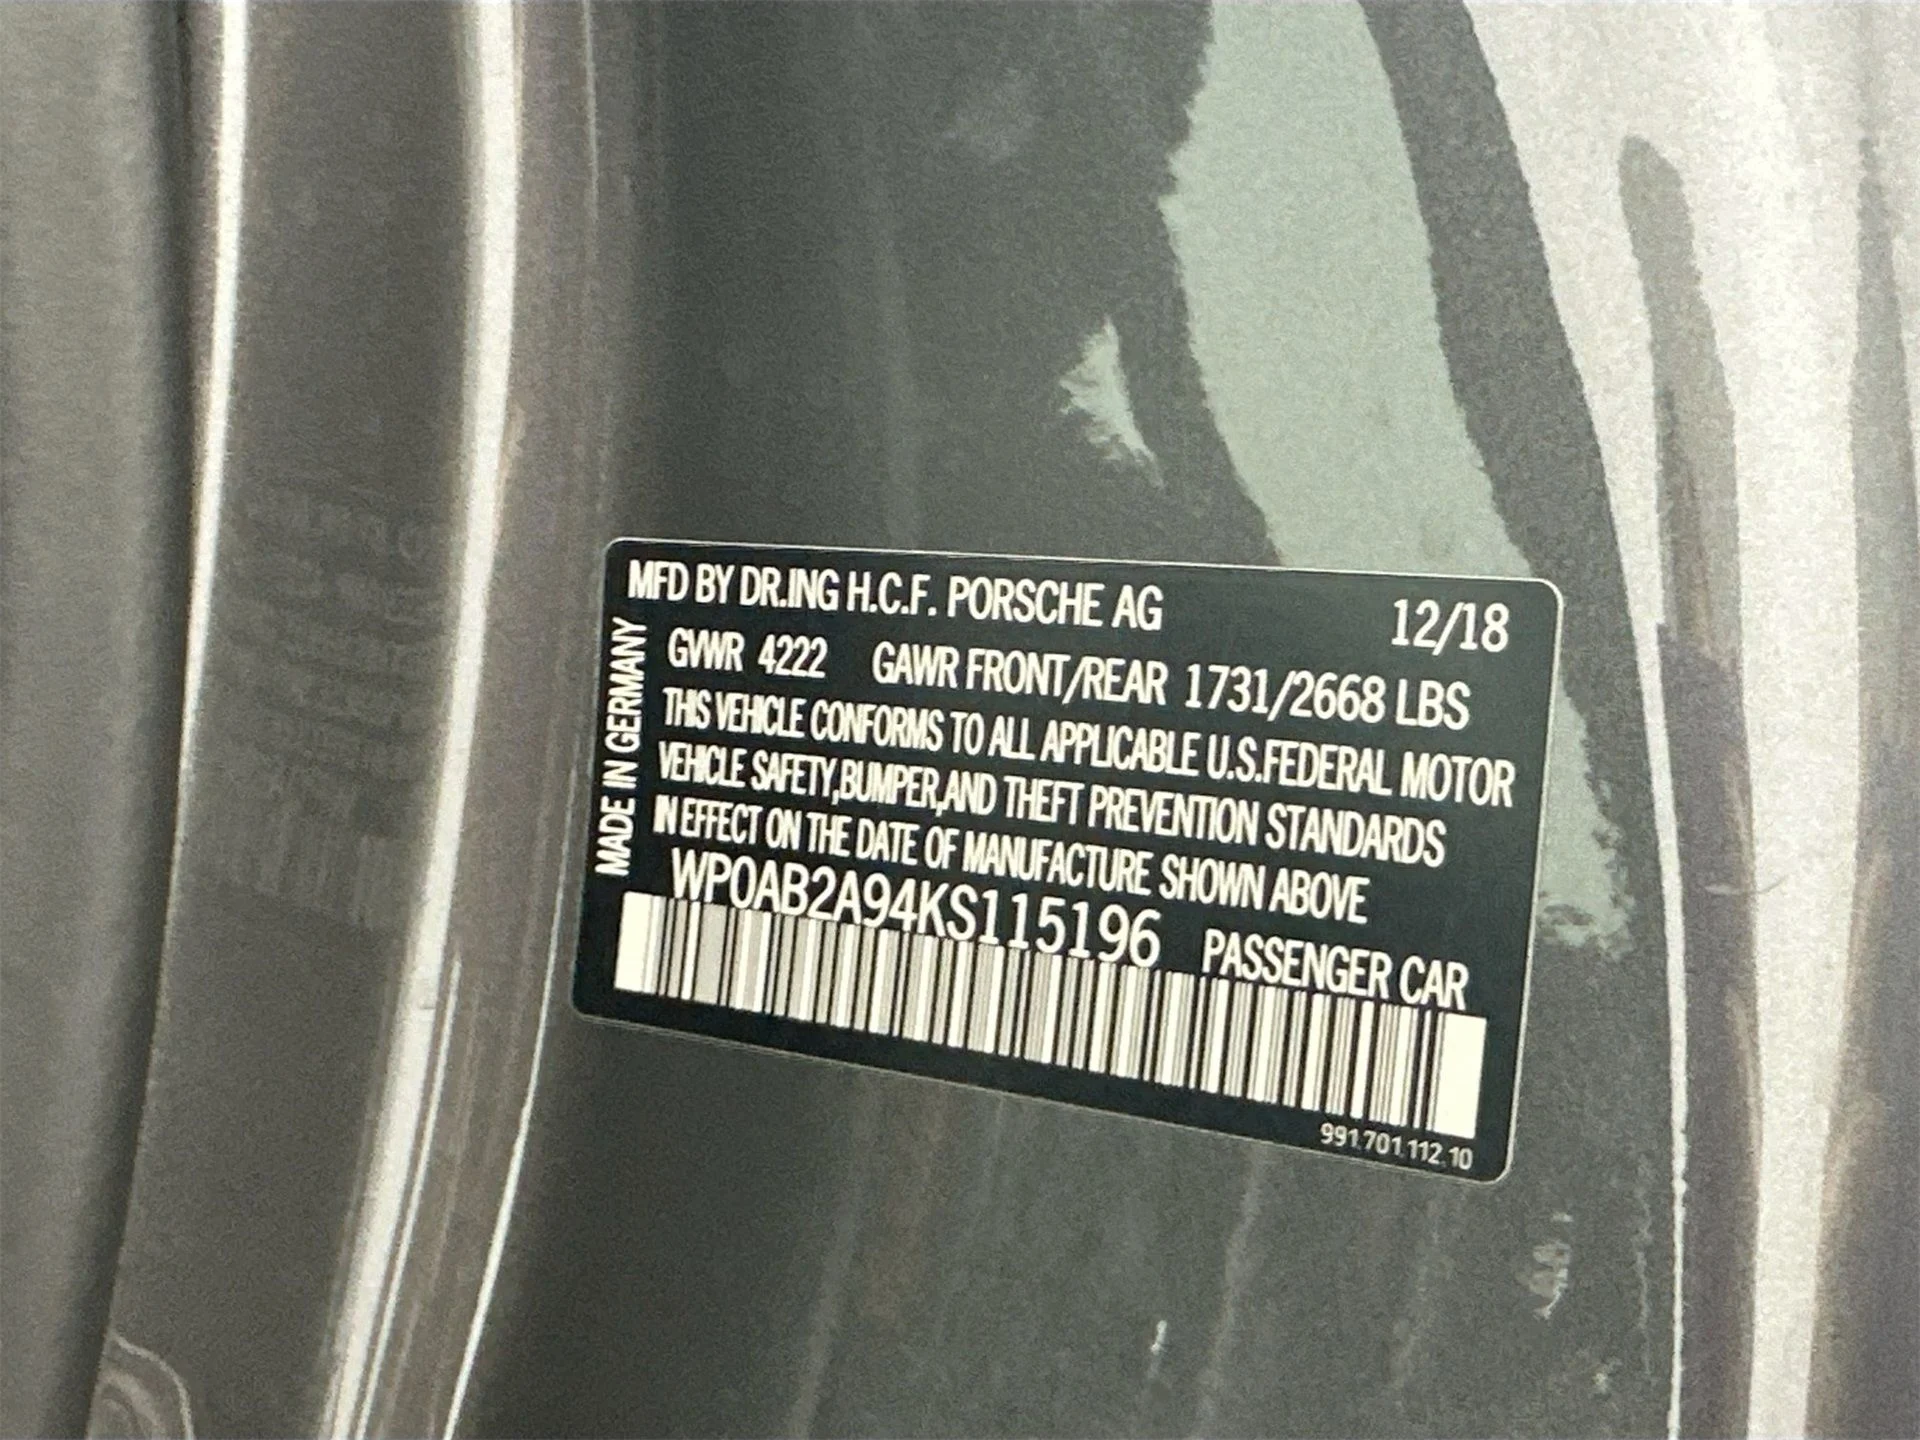 MFD BY DR.ING H.C.F. PORSCHE AG 12/18
GVWR 4222 GAWR FRONT/REAR 1731/2668 LBS
THIS VEHICLE CONFORMS TO ALL APPLICABLE U.S.FEDERAL MOTOR
VEHICLE SAFETY,BUMPER,AND THEFT PREVENTION STANDARDS
IN EFFECT ON THE DATE OF MANUFACTURE SHOWN ABOVE
WP0AB2A94KS115196 PASSENGER CAR
991.701.112.10
MADE IN GERMANY